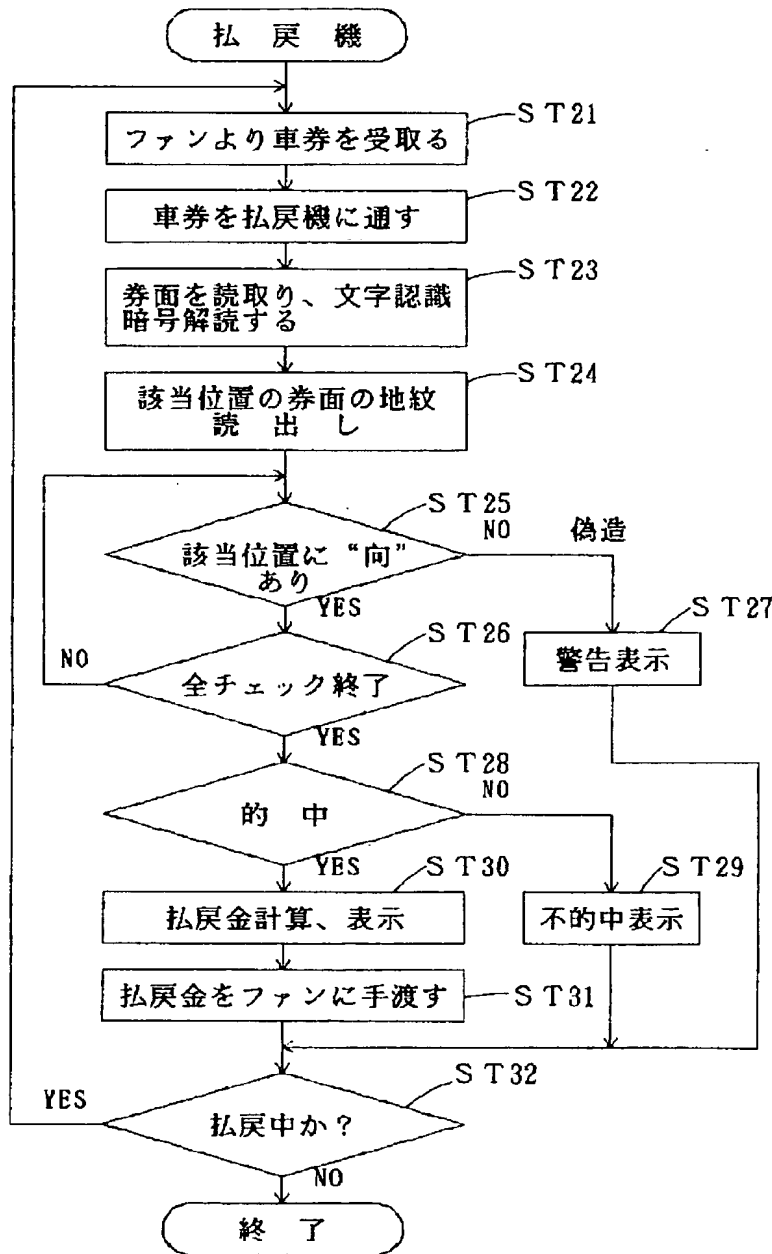 払 戻 機
ST21
ファンより車券を受取る
ST22
車券を払戻機に通す
ST23
券面を読取り、文字認識
暗号解読する
ST24
該当位置の券面の地紋
読 出 し
ST25
NO
偽造
該当位置に“向”
あり
YES
ST27
警告表示
ST26
NO
全チェック終了
YES
ST28
NO
的 中
YES
ST30
ST29
払戻金計算、表示
不的中表示
払戻金をファンに手渡す
ST31
ST32
YES
払戻中か?
NO
終 了